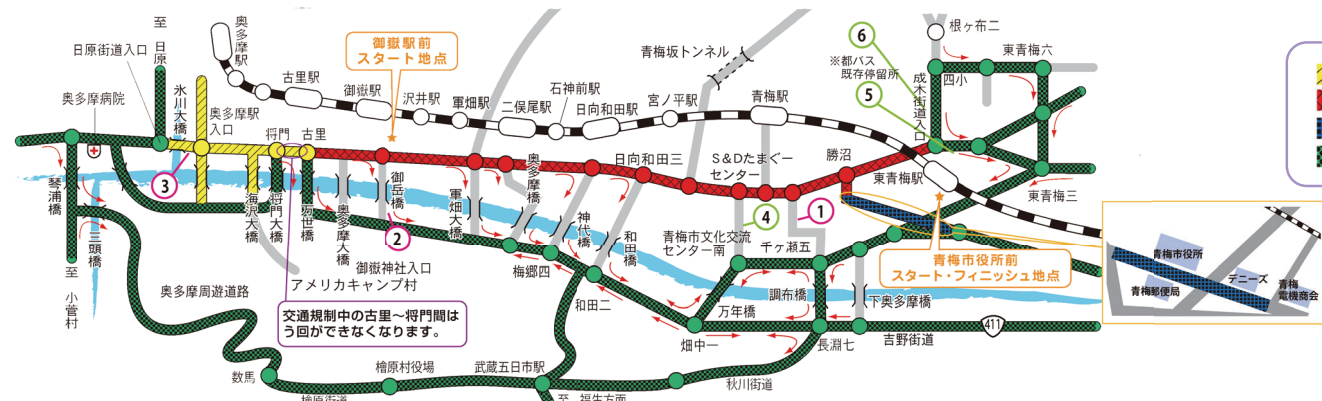 至 日原
日原街道入口
奥多摩病院
氷川大橋
奥多摩駅
奥多摩駅入口
将門
古里
古里駅
御嶽駅
御嶽駅前
スタート地点
沢井駅
軍畑駅
石神前駅
二俣尾駅
日向和田駅
宮ノ平駅
青梅坂トンネル
青梅駅
⑥
※都バス
既存停留所
⑤
成木街道入口
根ヶ布二
四小
東青梅六
東青梅三
東青梅駅
勝沼
S&Dたまぐー
センター
日向和田三
奥多摩橋
神代橋
和田橋
軍畑大橋
御岳橋
奥多摩大橋
万世橋
将門大橋
海沢大橋
③
琴浦橋
三頭橋
至 小菅村
②
④
①
御嶽神社入口
アメリカキャンプ村
梅郷四
和田二
青梅市文化交流
センター南
千ヶ瀬五
調布橋
万年橋
下奥多摩橋
畑中一
長淵七
吉野街道
411
青梅市役所前
スタート・フィニッシュ地点
青梅市役所
青梅郵便局
デニーズ
青梅
電機商会
奥多摩周遊道路
交通規制中の古里～将門間は
う回ができなくなります。
数馬
檜原村役場
武蔵五日市駅
秋川街道
檜原街道
至 福生方面